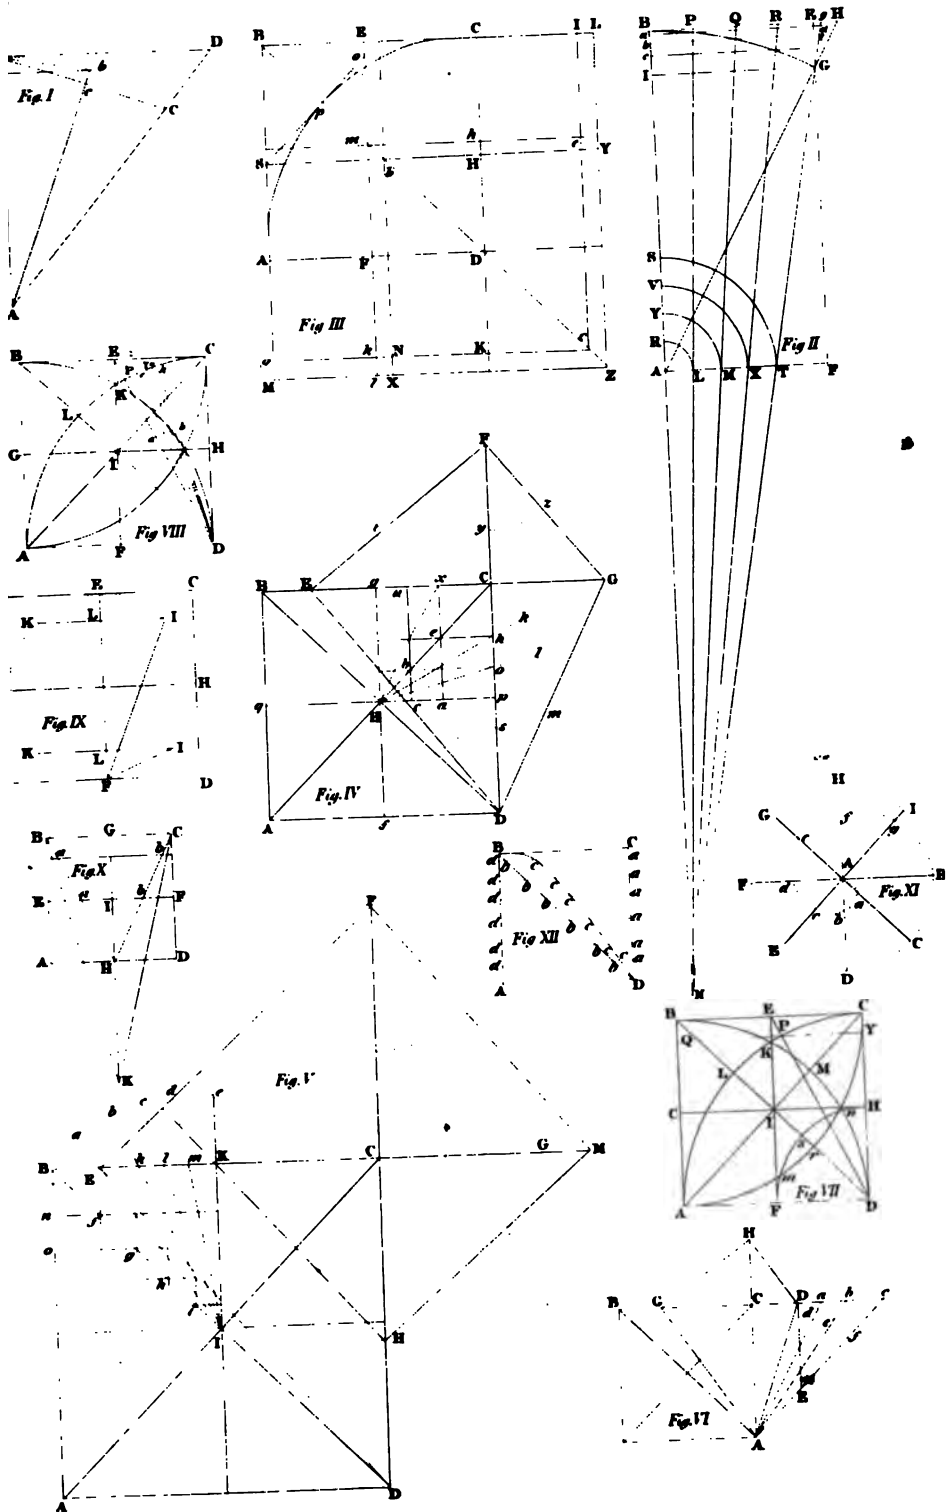 D
b
c
C
A
Fig. I
B
E
C
I
L
o
p
S
m
h
c
Y
b
H
A
F
D
Fig III
o
k
N
K
c
M
l
X
Z
B
P
Q
R
R
g
H
a
b
c
I
G
S
V
Y
R
Fig II
A
L
M
X
T
F
M
B
E
C
P
h
K
L
b
a
G
I
H
Fig VIII
A
F
D
E
C
K
L
I
H
Fig. IX
K
L
I
F
D
F
z
y
B
E
g
u
x
C
G
e
h
k
h
o
l
q
H
c
a
p
m
s
Fig. IV
A
f
D
B
G
C
a
Fig. X
b
b
E
a
I
F
A
H
D
K
B
C
a
b
c
Fig XII
A
D
H
G
f
I
c
g
A
F
d
B
Fig. XI
a
c
b
E
C
D
F
Fig. V
a
b
c
d
e
B
E
k
l
m
K
C
G
M
n
f
v
o
g
h
i
I
H
A
D
B
E
C
P
Y
Q
K
L
M
C
I
n
H
r
m
Fig VII
A
F
D
H
B
G
C
D
a
b
c
d
e
f
E
Fig. VI
A